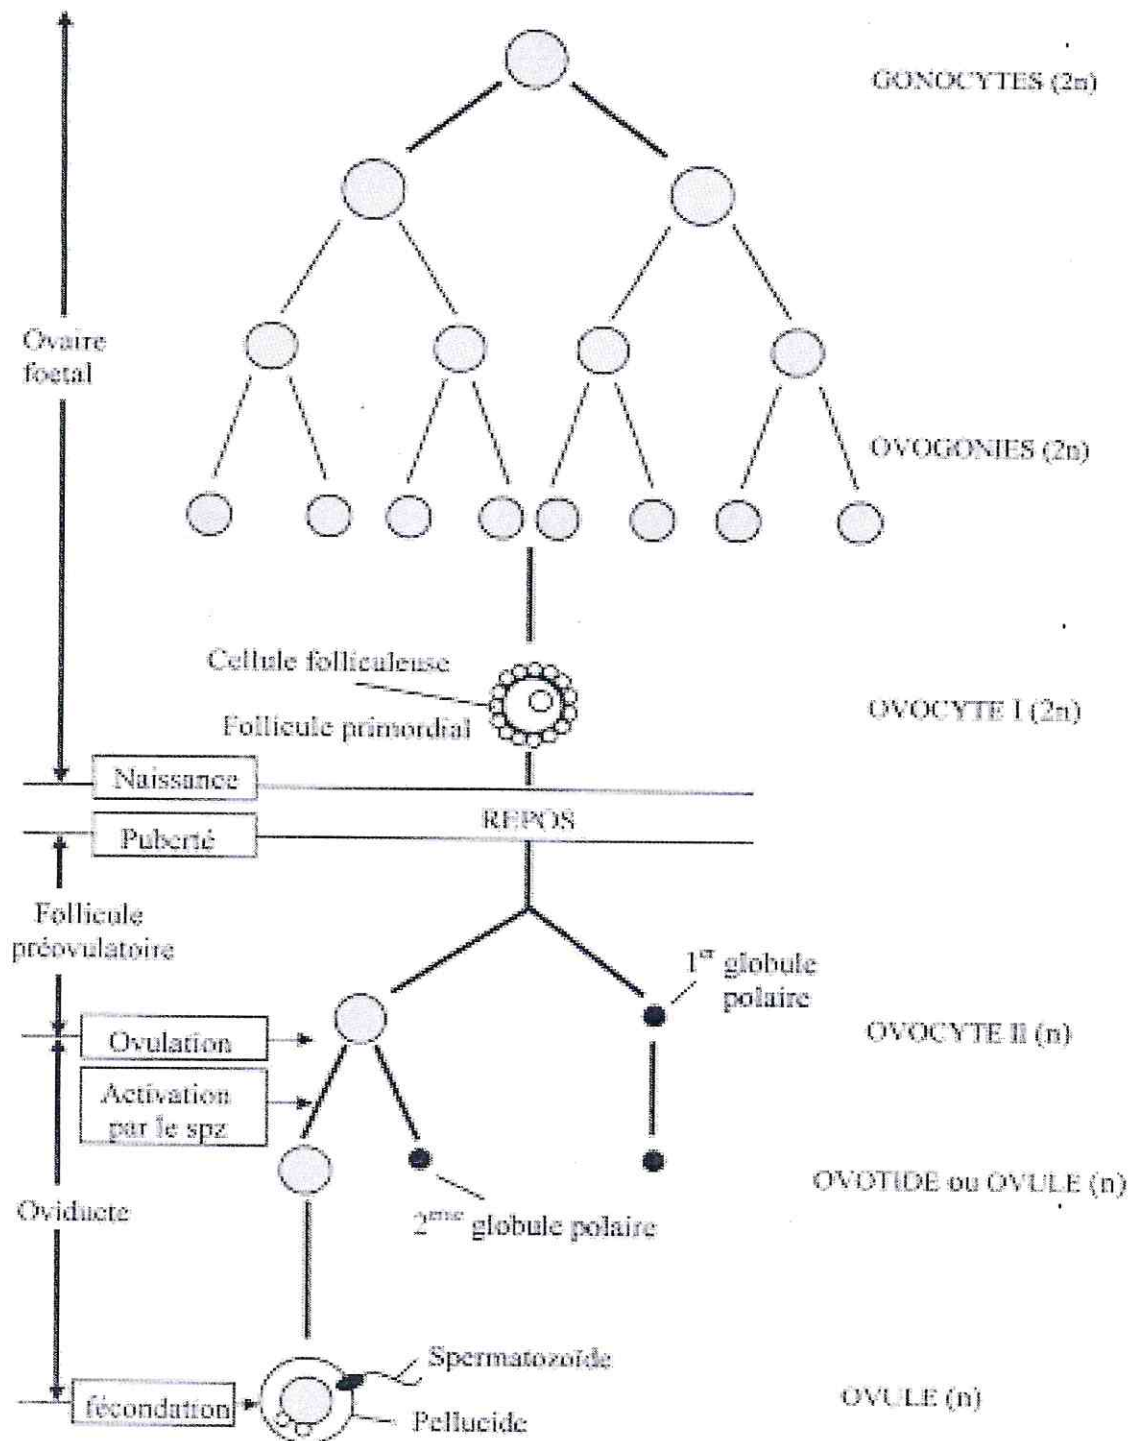 GONOCYTES (2n)
Ovaire
foetal
OVOGONIES (2n)
Cellule folliculeuse
Follicule primordial
OVOCYTE I (2n)
Naissance
REPOS
Puberté
Follicule
préovulatoire
1er globule
polaire
Ovulation
OVOCYTE II (n)
Activation
par le spz
OVOTIDE ou OVULE (n)
Oviducte
2eme globule polaire
Spermatozoïde
fécondation
Pellucide
OVULE (n)